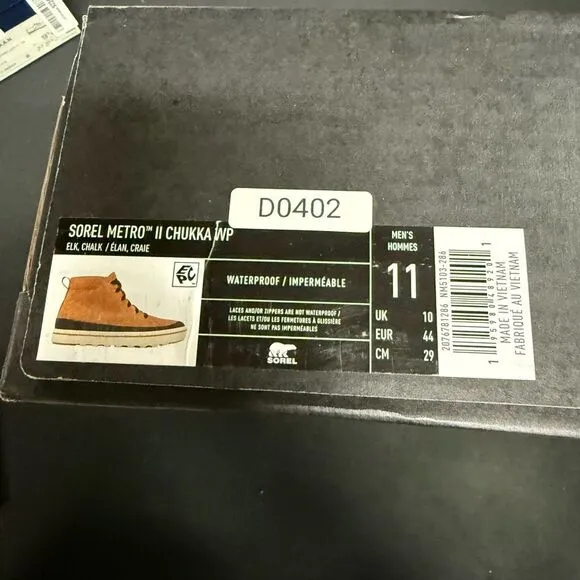 D0402
SOREL METRO™ II CHUKKA WP
ELK, CHALK / ÉLAN, CRAIE
WATERPROOF / IMPERMÉABLE
LACES AND/OR ZIPPERS ARE NOT WATERPROOF /
LES LACETS ET/OU LES FERMETURES À GLISSIÈRE
NE SONT PAS IMPERMÉABLES
SOREL
MEN'S
HOMMES
11
UK 10
EUR 44
CM 29
2076781286 NM5103-286
MADE IN VIETNAM
FABRIQUÉ AU VIETNAM